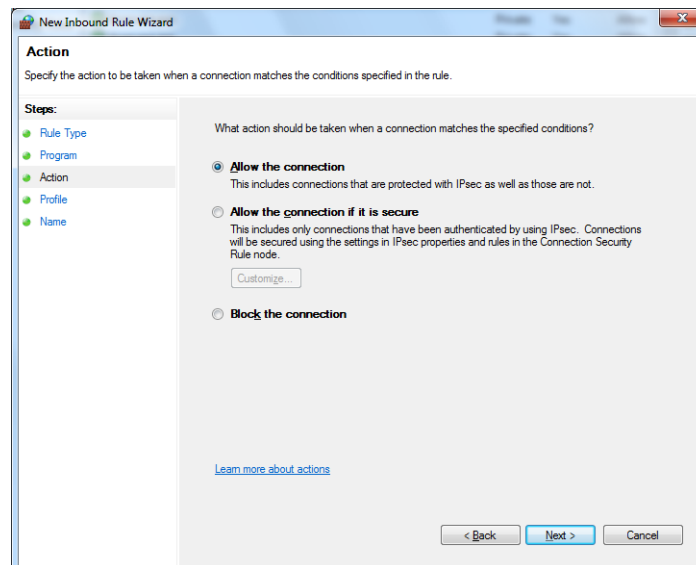 New Inbound Rule Wizard
Action
Specify the action to be taken when a connection matches the conditions specified in the rule.
Steps:
Rule Type
Program
Action
Profile
Name
What action should be taken when a connection matches the specified conditions?
Allow the connection
This includes connections that are protected with IPsec as well as those are not.
Allow the connection if it is secure
This includes only connections that have been authenticated by using IPsec. Connections
will be secured using the settings in IPsec properties and rules in the Connection Security
Rule node.
Customize...
Block the connection
Learn more about actions
< Back
Next >
Cancel